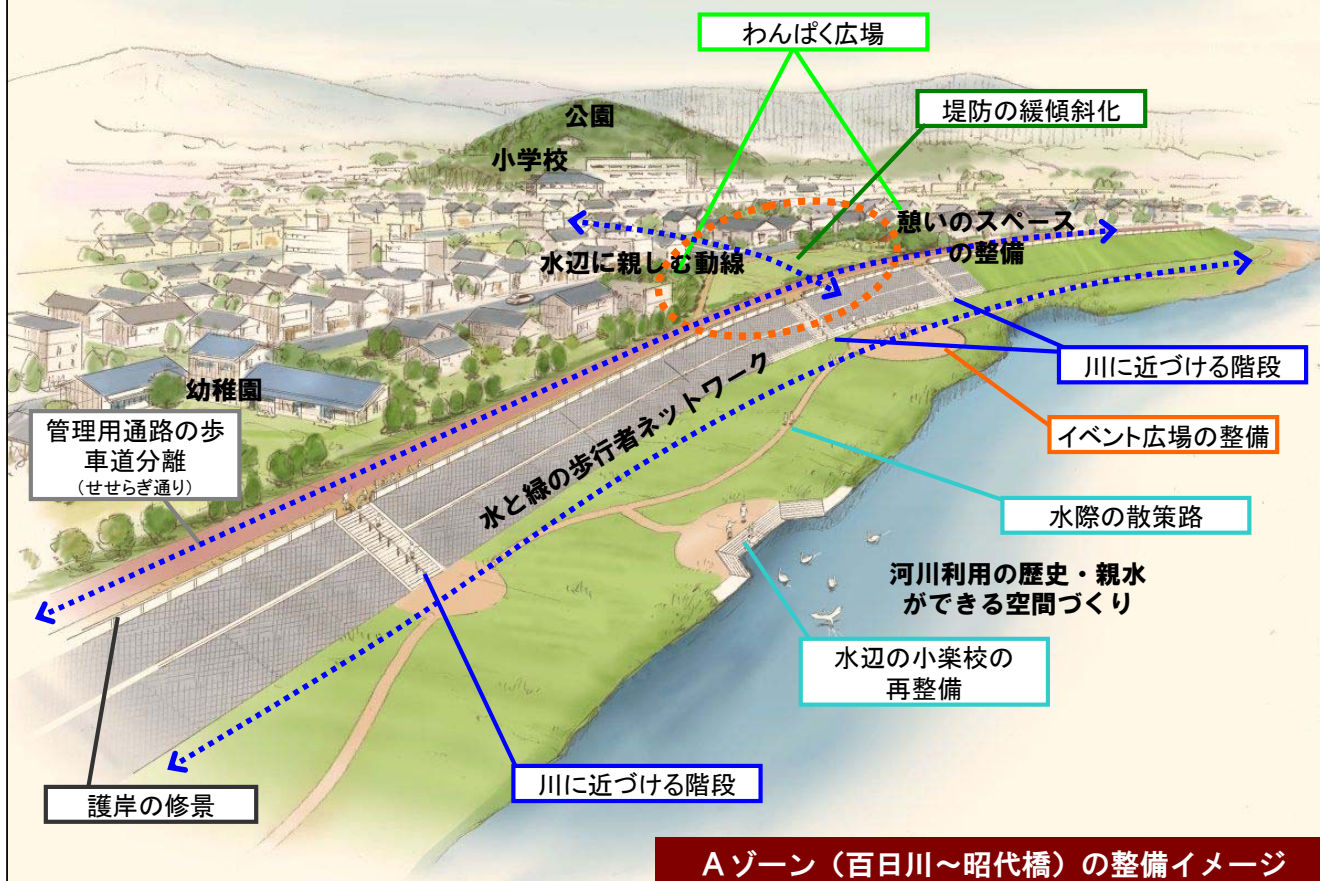 わんぱく広場
堤防の緩傾斜化
公園
小学校
憩いのスペース
の整備
水辺に親しむ動線
川に近づける階段
幼稚園
管理用通路の歩
車道分離
(せせらぎ通り)
イベント広場の整備
水と緑の歩行者ネットワーク
水際の散策路
河川利用の歴史・親水
ができる空間づくり
水辺の小楽校の
再整備
川に近づける階段
護岸の修景
Aゾーン（百日川～昭代橋）の整備イメージ